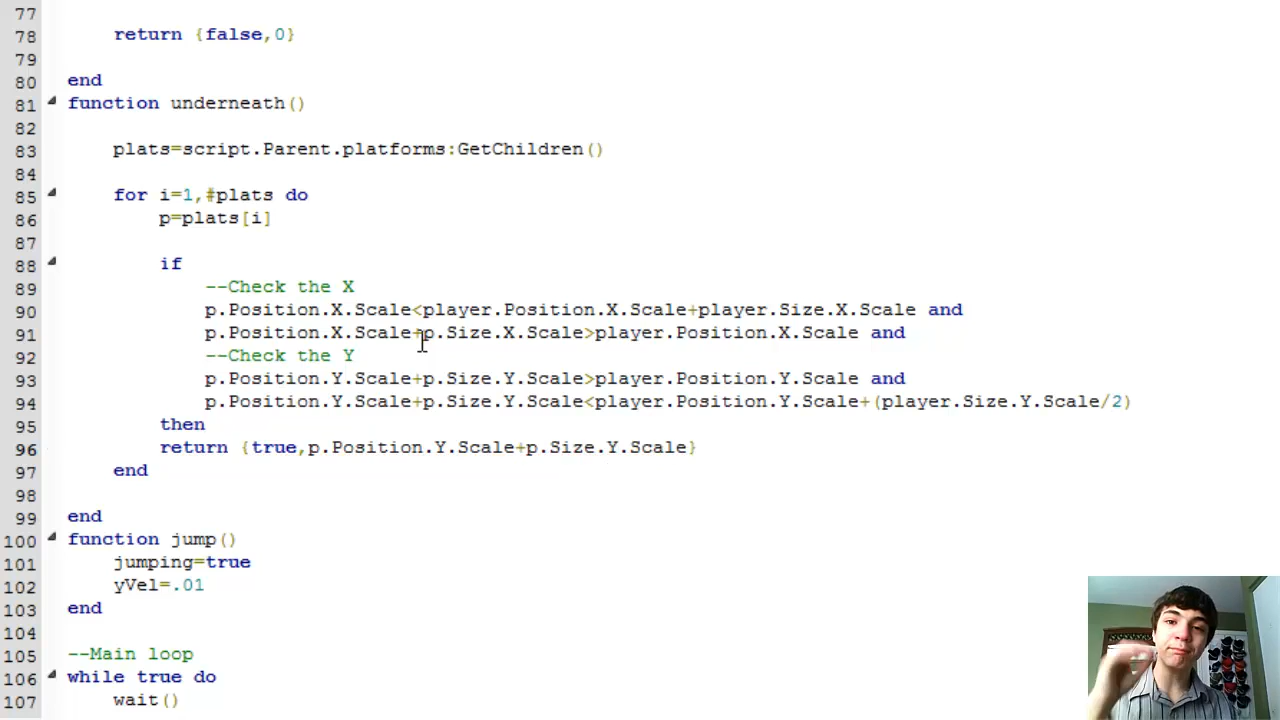 77
78 return {false,0}
79
80 end
81 function underneath()
82
83 plats=script.Parent.platforms:GetChildren()
84
85 for i=1,#plats do
86 p=plats[i]
87
88 if
89 --Check the X
90 p.Position.X.Scale<player.Position.X.Scale+player.Size.X.Scale and
91 p.Position.X.Scale+p.Size.X.Scale>player.Position.X.Scale and
92 --Check the Y
93 p.Position.Y.Scale+p.Size.Y.Scale>player.Position.Y.Scale and
94 p.Position.Y.Scale+p.Size.Y.Scale<player.Position.Y.Scale+(player.Size.Y.Scale/2)
95 then
96 return {true,p.Position.Y.Scale+p.Size.Y.Scale}
97 end
98
99 end
100 function jump()
101 jumping=true
102 yVel=.01
103 end
104
105 --Main loop
106 while true do
107 wait()